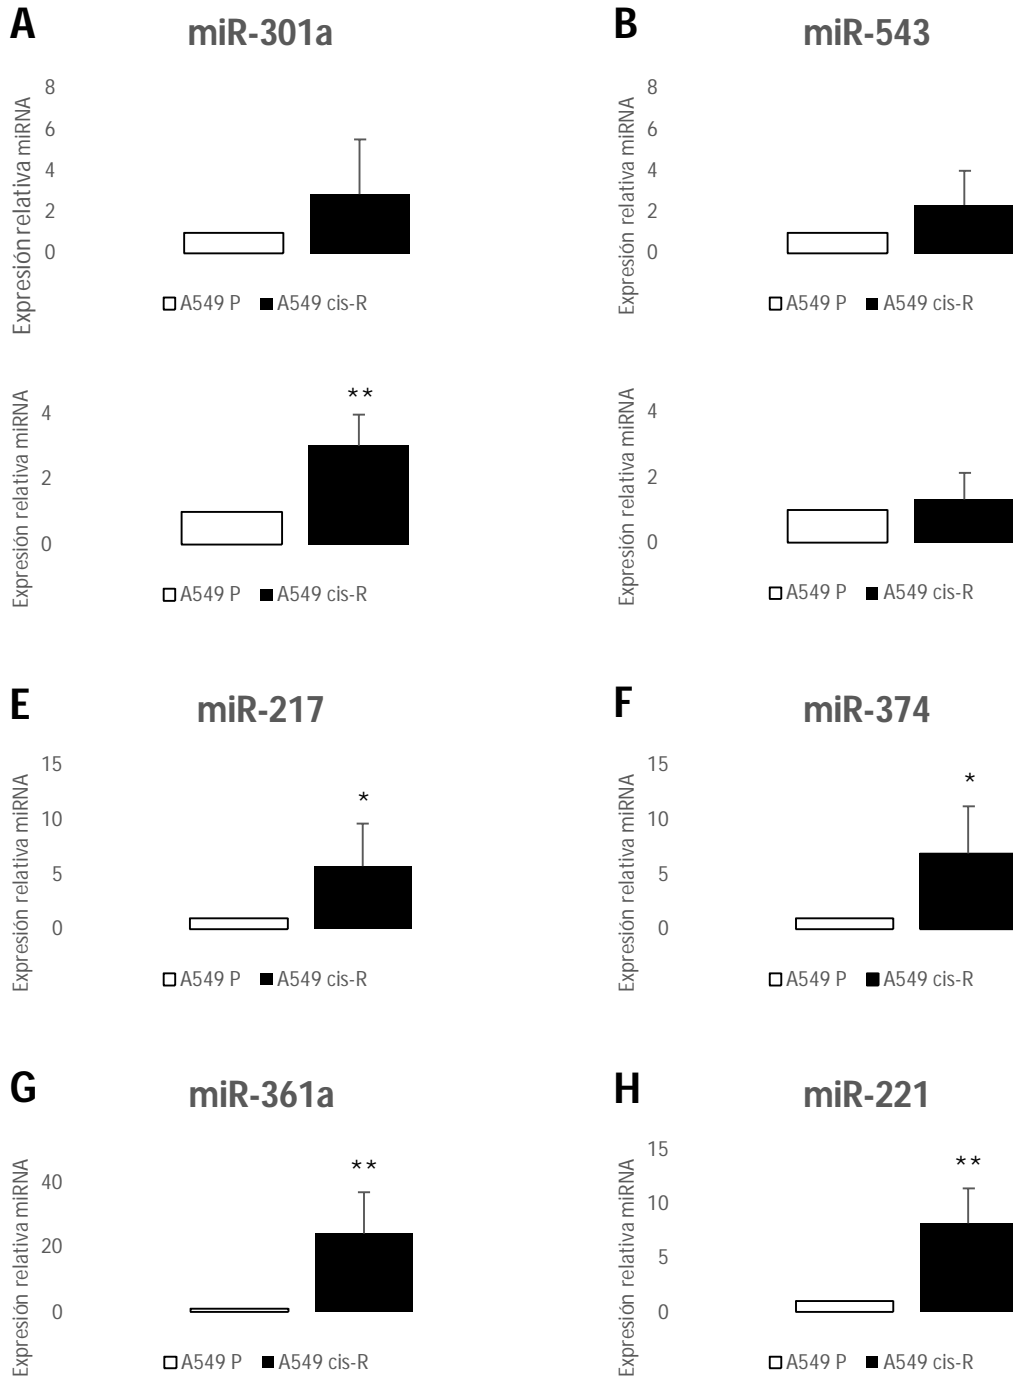 A
miR-301a
Expresión relativa miRNA
8
6
4
2
0
A549 P
A549 cis-R
B
miR-543
Expresión relativa miRNA
8
6
4
2
0
A549 P
A549 cis-R
Expresión relativa miRNA
4
2
0
**
A549 P
A549 cis-R
Expresión relativa miRNA
4
2
0
A549 P
A549 cis-R
E
miR-217
Expresión relativa miRNA
15
10
5
0
*
A549 P
A549 cis-R
F
miR-374
Expresión relativa miRNA
15
10
5
0
*
A549 P
A549 cis-R
G
miR-361a
Expresión relativa miRNA
40
20
0
**
A549 P
A549 cis-R
H
miR-221
Expresión relativa miRNA
15
10
5
0
**
A549 P
A549 cis-R